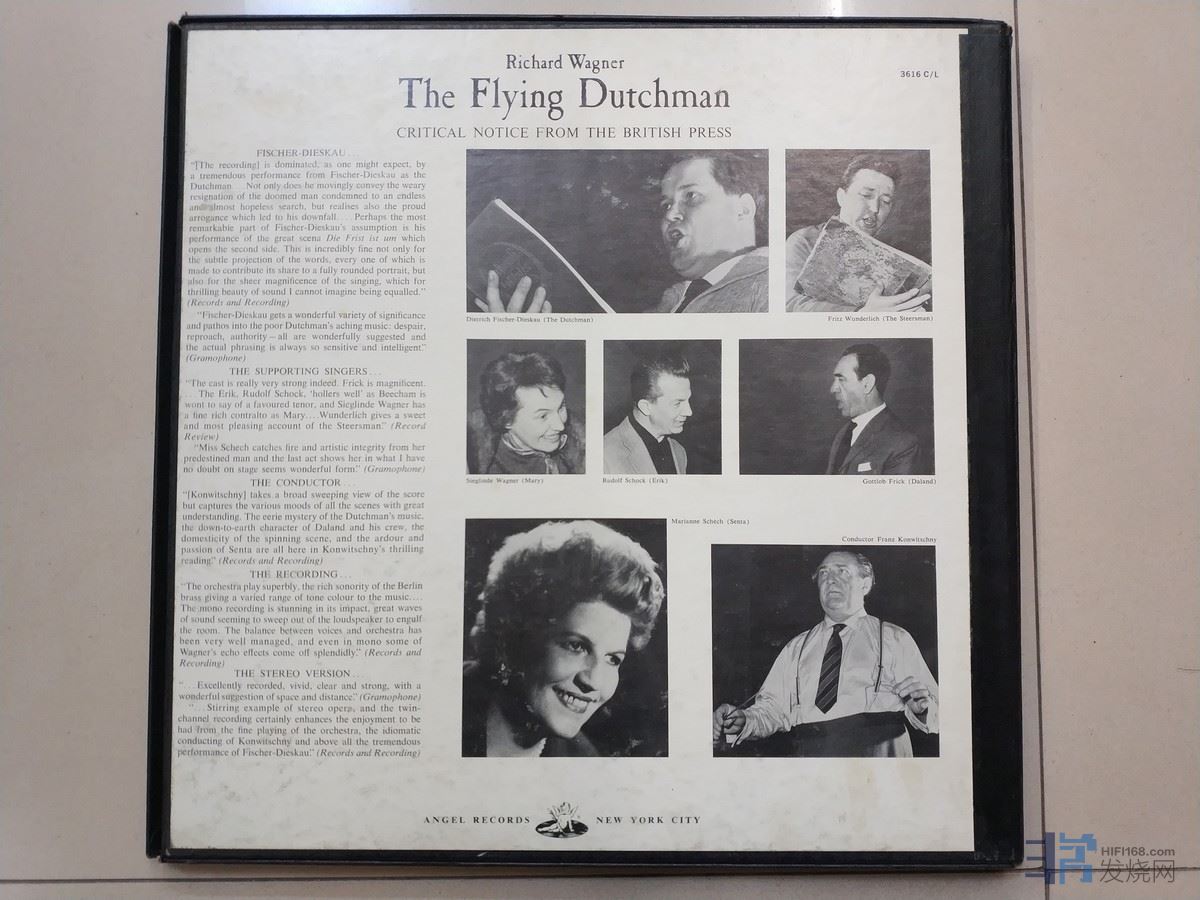 Richard Wagner
The Flying Dutchman
3616 C/L
CRITICAL NOTICE FROM THE BRITISH PRESS
FISCHER-DIESKAU...
“[The recording] is dominated, as one might expect, by
a tremendous performance from Fischer-Dieskau as the
Dutchman ... Not only does he movingly convey the weary
resignation of the doomed man condemned to an endless
and almost hopeless search, but realises also the proud
arrogance which led to his downfall.... Perhaps the most
remarkable part of Fischer-Dieskau's assumption is his
performance of the great scena Die Frist ist um which
opens the second side. This is incredibly fine not only for
the subtle projection of the words, every one of which is
made to contribute its share to a fully rounded portrait, but
also for the sheer magnificence of the singing, which for
thrilling beauty of sound I cannot imagine being equalled.”
(Records and Recording)
“Fischer-Dieskau gets a wonderful variety of significance
and pathos into the poor Dutchman's aching music: despair,
reproach, authority—all are wonderfully suggested and
the actual phrasing is always so sensitive and intelligent.”
(Gramophone)
THE SUPPORTING SINGERS...
“The cast is really very strong indeed. Frick is magnificent.
... The Erik, Rudolf Schock, ‘hollers well’ as Beecham is
wont to say of a favoured tenor, and Sieglinde Wagner has
a fine rich contralto as Mary....Wunderlich gives a sweet
and most pleasing account of the Steersman.” (Record
Review)
“Miss Schech catches fire and artistic integrity from her
predestined man and the last act shows her in what I have
no doubt on stage seems wonderful form.” (Gramophone)
THE CONDUCTOR...
“[Konwitschny] takes a broad sweeping view of the score
but captures the various moods of all the scenes with great
understanding. The eerie mystery of the Dutchman's music,
the down-to-earth character of Daland and his crew, the
domesticity of the spinning scene, and the ardour and
passion of Senta are all here in Konwitschny's thrilling
reading.” (Records and Recording)
THE RECORDING...
“The orchestra play superbly, the rich sonority of the Berlin
brass giving a varied range of tone colour to the music....
The mono recording is stunning in its impact, great waves
of sound seeming to sweep out of the loudspeaker to engulf
the room. The balance between voices and orchestra has
been very well managed, and even in mono some of
Wagner's echo effects come off splendidly.” (Records and
Recording)
THE STEREO VERSION...
“...Excellently recorded, vivid, clear and strong, with a
wonderful suggestion of space and distance.” (Gramophone)
“...Stirring example of stereo opera, and the twin-
channel recording certainly enhances the enjoyment to be
had from the fine playing of the orchestra, the idiomatic
conducting of Konwitschny and above all the tremendous
performance of Fischer-Dieskau.” (Records and Recording)
Dietrich Fischer-Dieskau (The Dutchman)
Fritz Wunderlich (The Steersman)
Sieglinde Wagner (Mary)
Rudolf Schock (Erik)
Gottlob Frick (Daland)
Marianne Schech (Senta)
Conductor Franz Konwitschny
ANGEL RECORDS NEW YORK CITY
HIFI168.com
发烧网